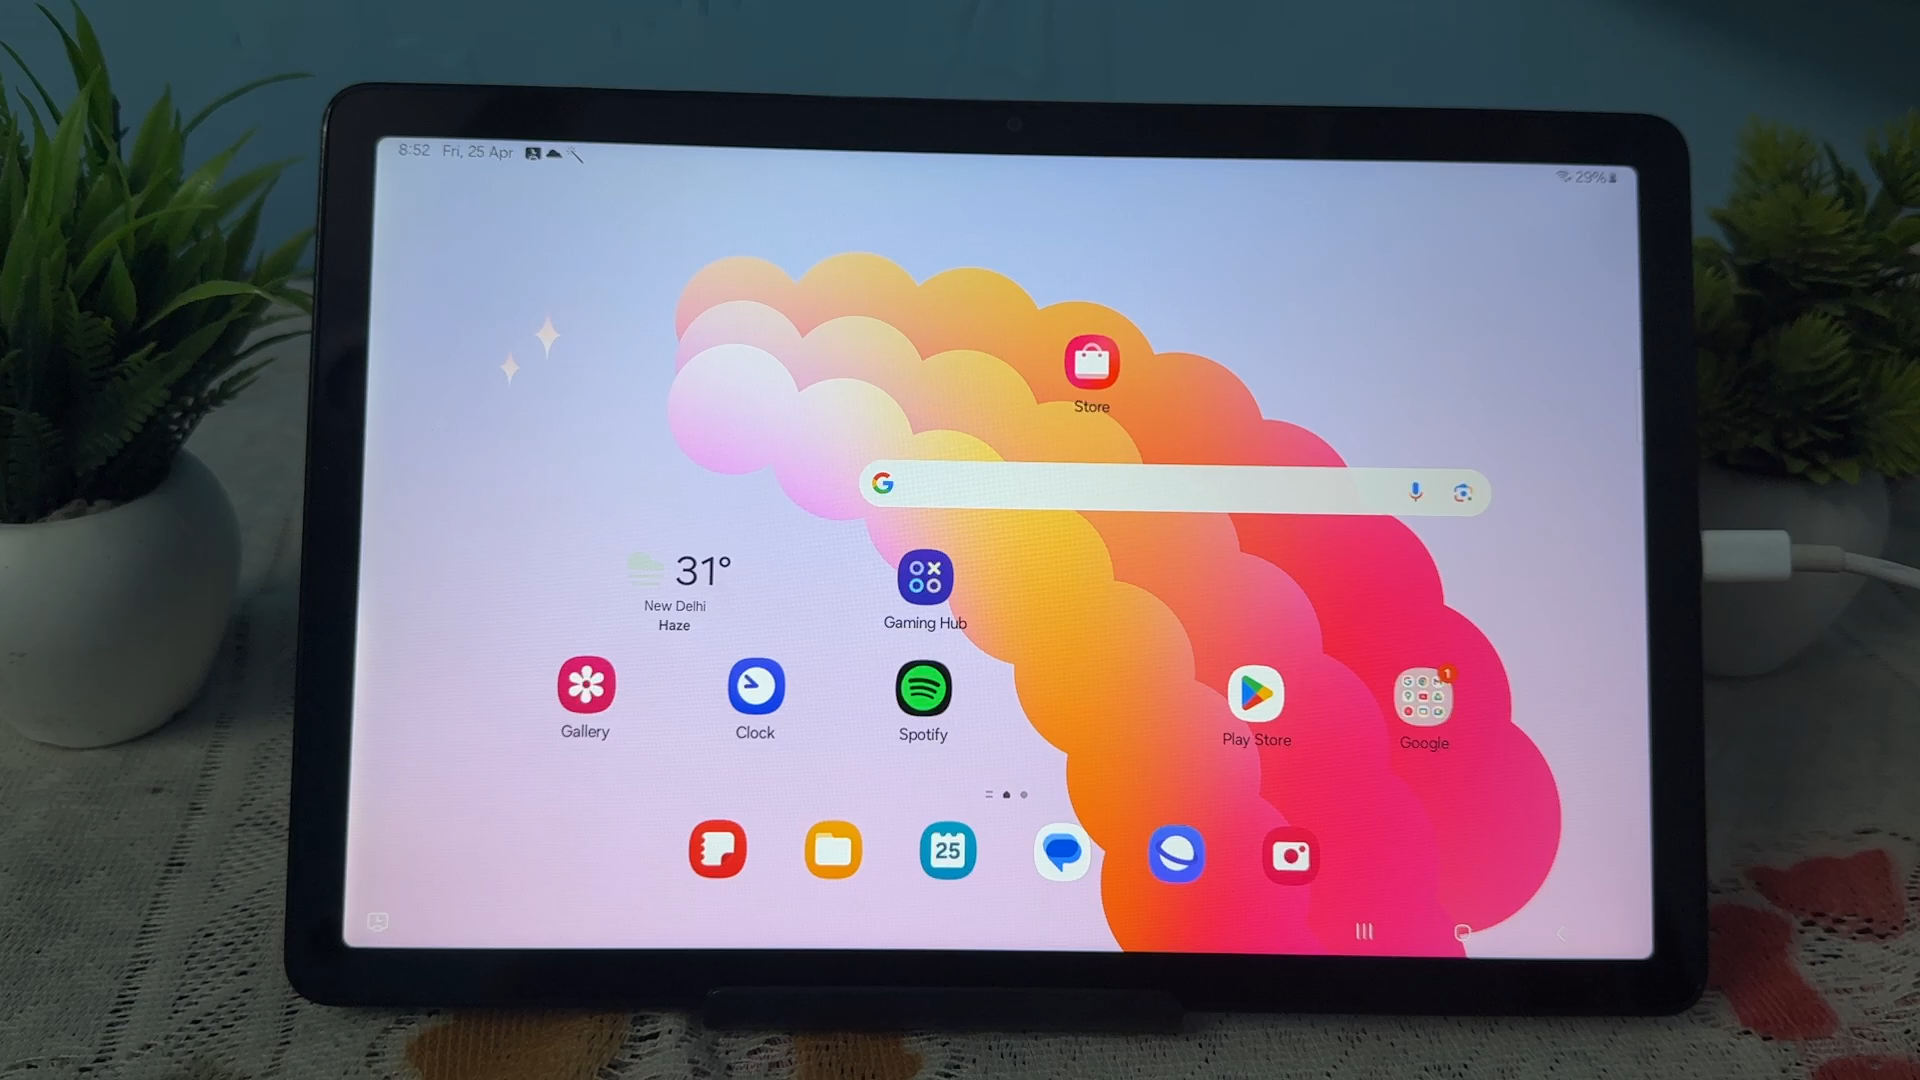 8:52 Fri, 25 Apr
29%
Store
31°
New Delhi
Haze
Gaming Hub
Gallery
Clock
Spotify
Play Store
1
Google
25